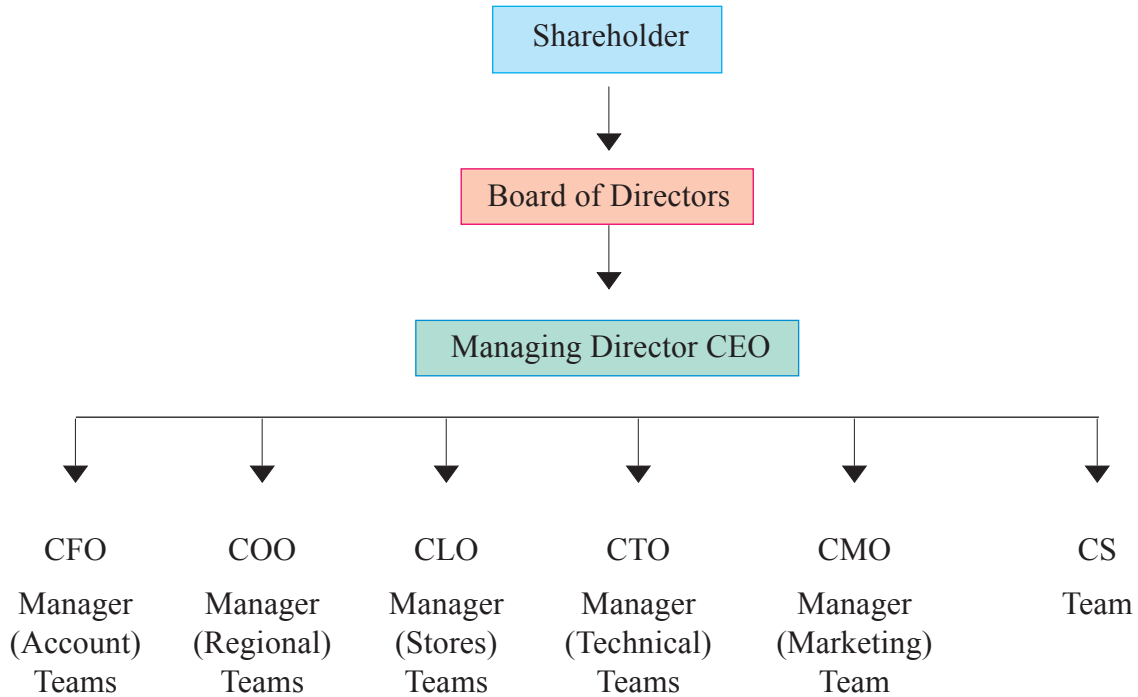 Shareholder
Board of Directors
Managing Director CEO
CFO COO CLO CTO CMO CS
Manager Manager Manager Manager Manager Team
(Account) (Regional) (Stores) (Technical) (Marketing)
Teams Teams Teams Teams Team